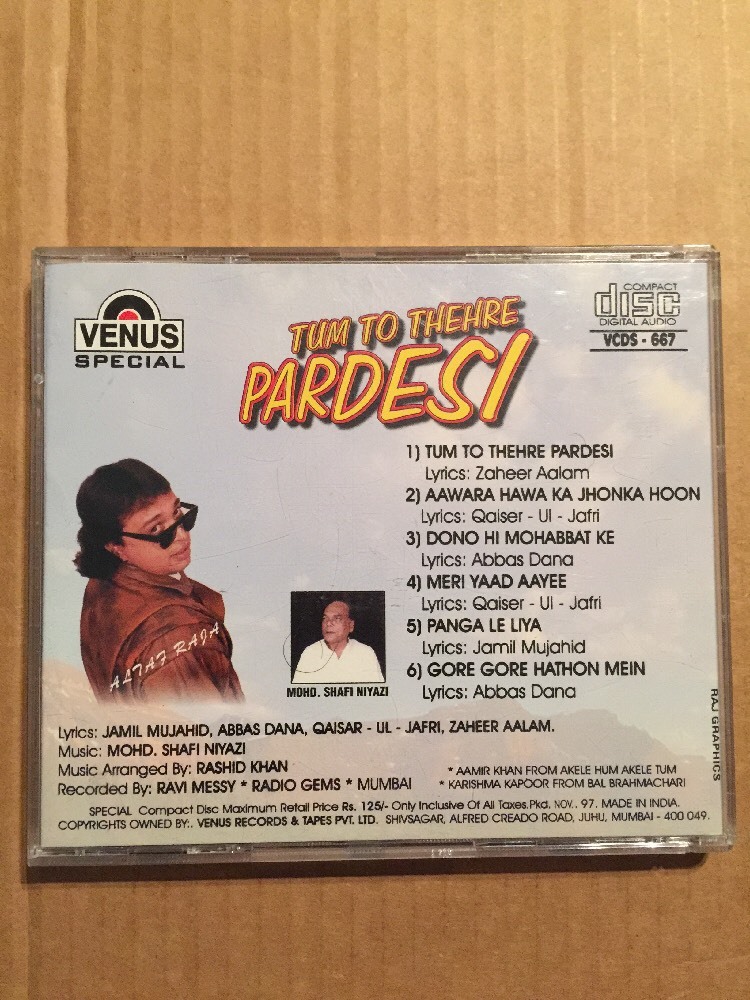 VENUS
SPECIAL
TUM TO THEHRE
PARDESI
COMPACT
disc
DIGITAL AUDIO
VCDS - 667
1) TUM TO THEHRE PARDESI
Lyrics: Zaheer Aalam
2) AAWARA HAWA KA JHONKA HOON
Lyrics: Qaiser - Ul - Jafri
3) DONO HI MOHABBAT KE
Lyrics: Abbas Dana
4) MERI YAAD AAYEE
Lyrics: Qaiser - Ul - Jafri
5) PANGA LE LIYA
Lyrics: Jamil Mujahid
6) GORE GORE HATHON MEIN
Lyrics: Abbas Dana
ALTAF RAJA
MOHD. SHAFI NIYAZI
RAJ GRAPHICS
Lyrics: JAMIL MUJAHID, ABBAS DANA, QAISAR - UL - JAFRI, ZAHEER AALAM.
Music: MOHD. SHAFI NIYAZI
Music Arranged By: RASHID KHAN
Recorded By: RAVI MESSY * RADIO GEMS * MUMBAI
* AAMIR KHAN FROM AKELE HUM AKELE TUM
* KARISHMA KAPOOR FROM BAL BRAHMACHARI
SPECIAL Compact Disc Maximum Retail Price Rs. 125/- Only Inclusive Of All Taxes.Pkd. NOV. 97. MADE IN INDIA.
COPYRIGHTS OWNED BY:. VENUS RECORDS & TAPES PVT. LTD. SHIVSAGAR, ALFRED CREADO ROAD, JUHU, MUMBAI - 400 049.